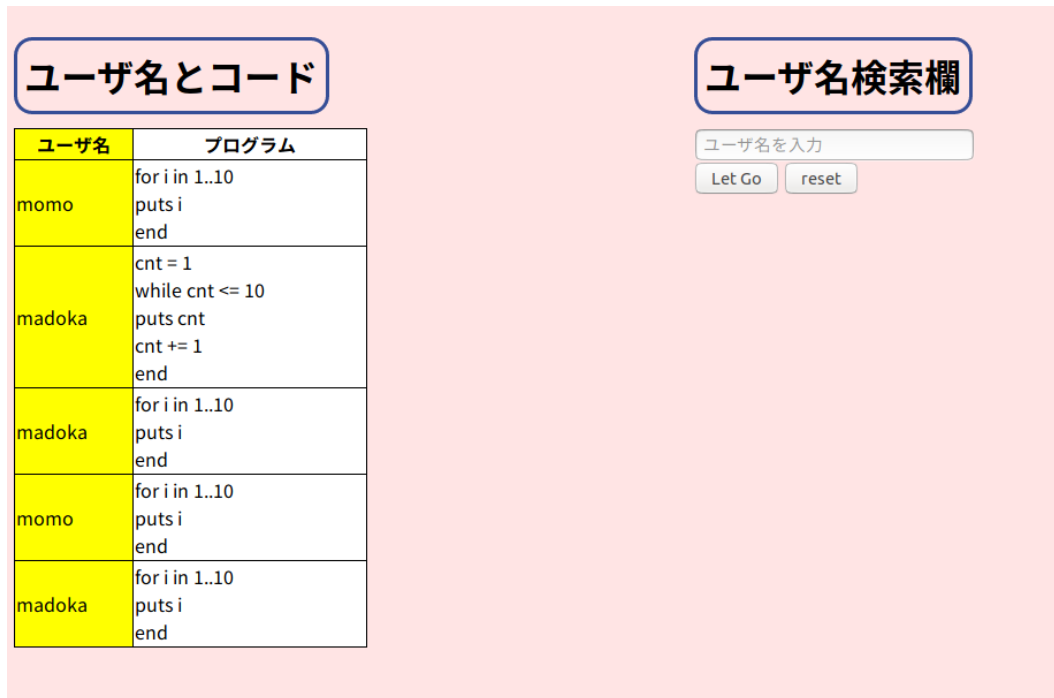 ユーザ名とコード
ユーザ名 プログラム
momo
for i in 1..10
puts i
end
madoka
cnt = 1
while cnt <= 10
puts cnt
cnt += 1
end
madoka
for i in 1..10
puts i
end
momo
for i in 1..10
puts i
end
madoka
for i in 1..10
puts i
end
ユーザ名検索欄
ユーザ名を入力
Let Go reset